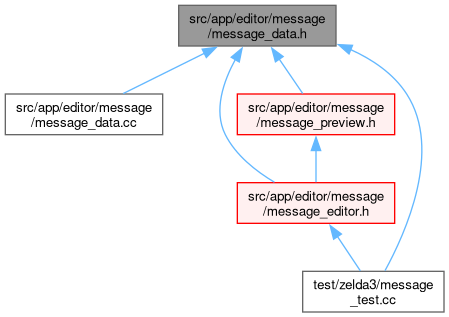 src/app/editor/message
/message_data.h
src/app/editor/message
/message_data.cc
src/app/editor/message
/message_preview.h
src/app/editor/message
/message_editor.h
test/zelda3/message
_test.cc